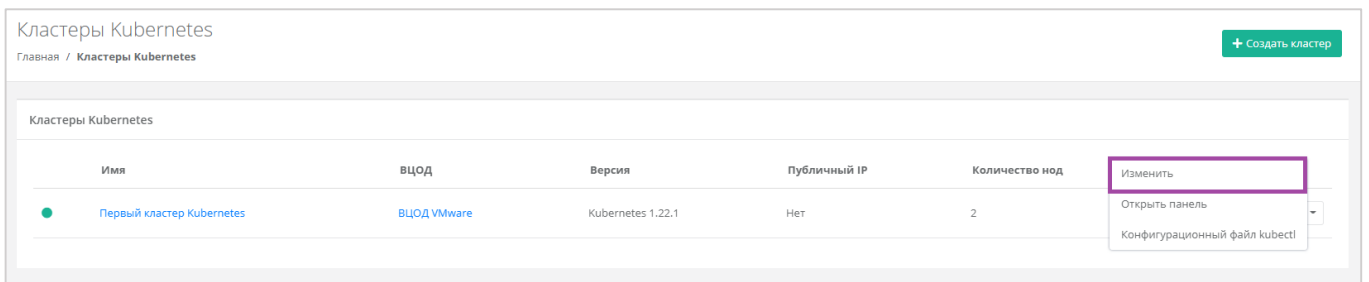 Кластеры Kubernetes
Главная / Кластеры Kubernetes
+ Создать кластер
Кластеры Kubernetes
Имя ВЦОД Версия Публичный IP Количество нод
Изменить
Первый кластер Kubernetes ВЦОД VMware Kubernetes 1.22.1 Нет 2
Открыть панель
Конфигурационный файл kubectl